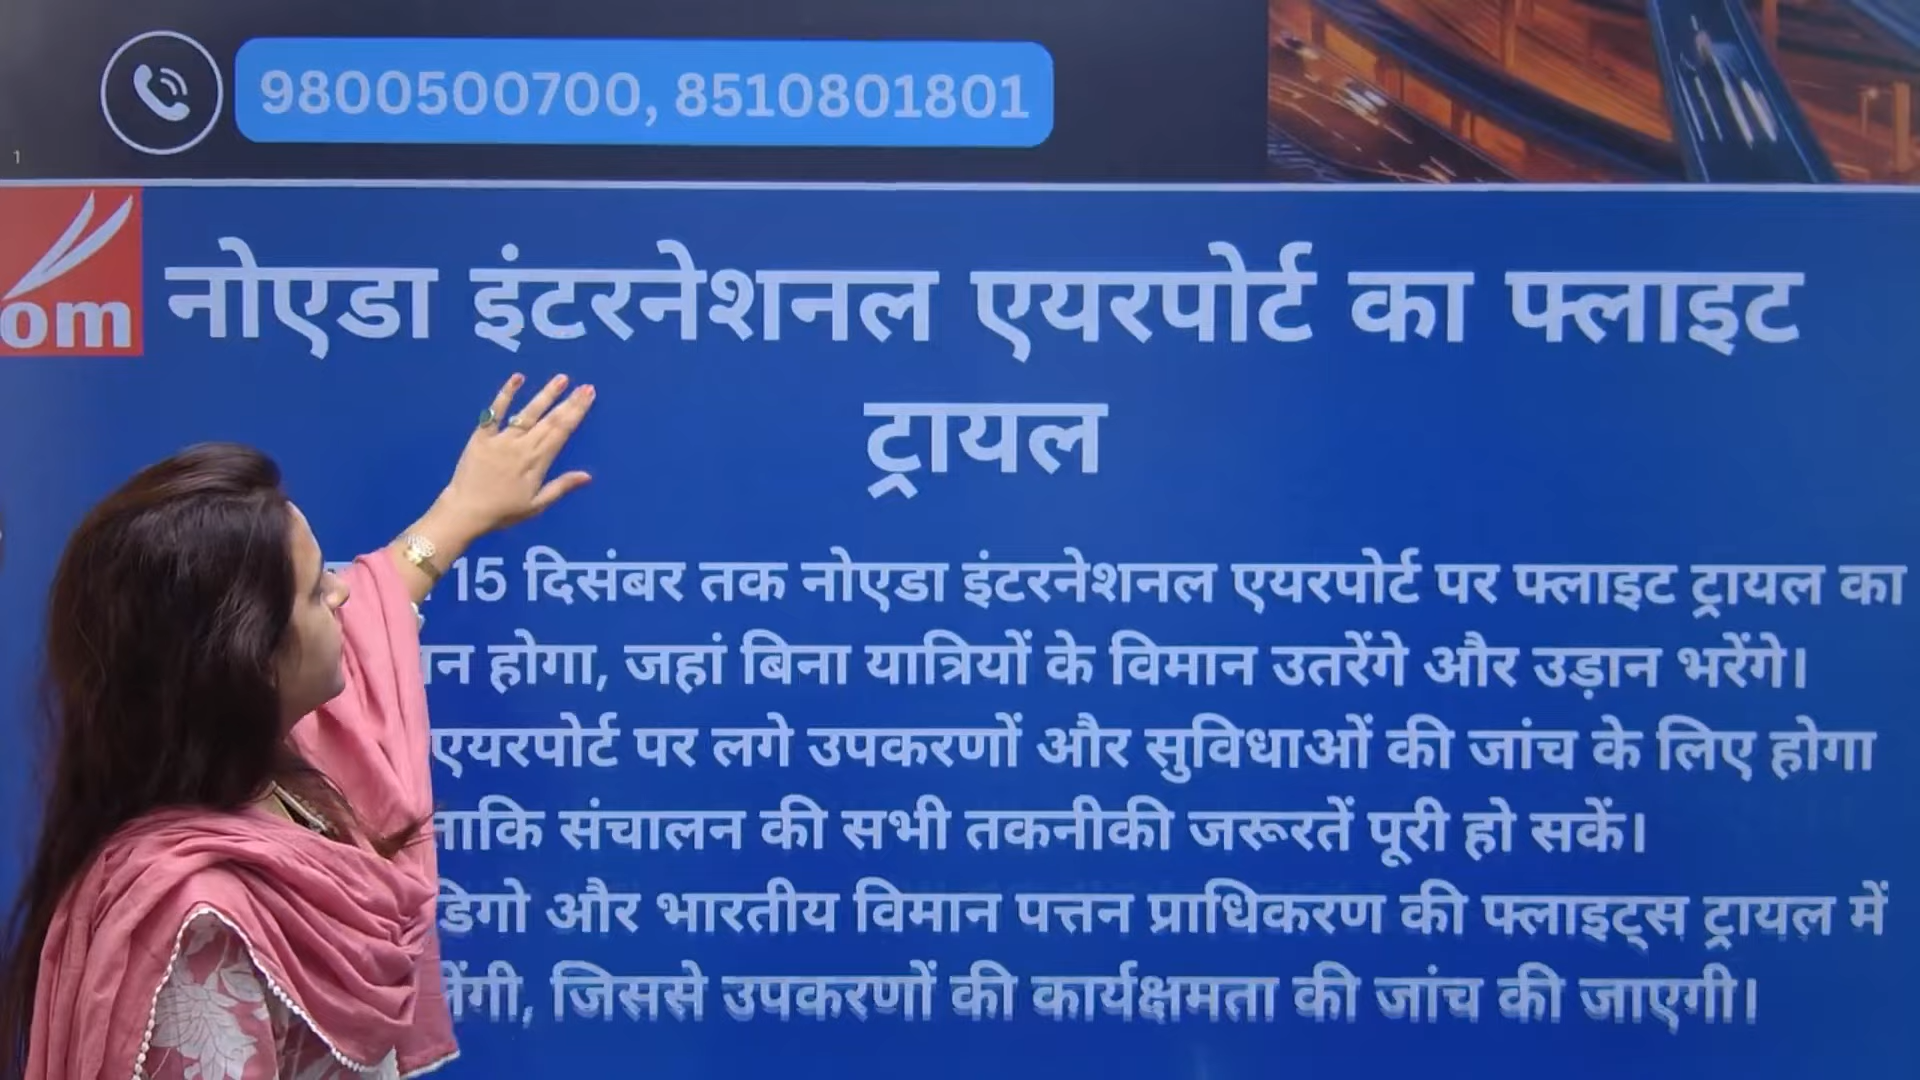 9800500700, 8510801801
1
om
नोएडा इंटरनेशनल एयरपोर्ट का फ्लाइट
ट्रायल
15 दिसंबर तक नोएडा इंटरनेशनल एयरपोर्ट पर फ्लाइट ट्रायल का
होगा, जहां बिना यात्रियों के विमान उतरेंगे और उड़ान भरेंगे।
एयरपोर्ट पर लगे उपकरणों और सुविधाओं की जांच के लिए होगा
ताकि संचालन की सभी तकनीकी जरूरतें पूरी हो सकें।
और भारतीय विमान पत्तन प्राधिकरण की फ्लाइट्स ट्रायल में
जिससे उपकरणों की कार्यक्षमता की जांच की जाएगी।